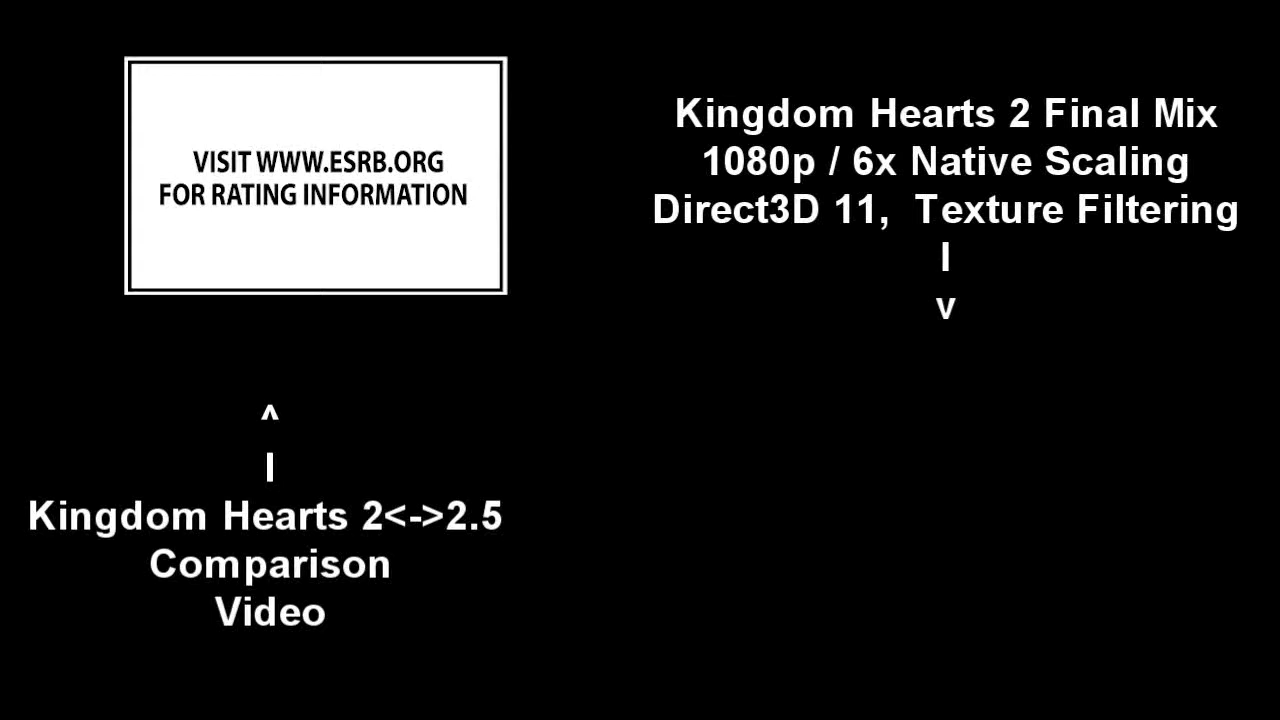 VISIT WWW.ESRB.ORG
FOR RATING INFORMATION
Kingdom Hearts 2 Final Mix
1080p / 6x Native Scaling
Direct3D 11,  Texture Filtering
|
v
^
|
Kingdom Hearts 2<->2.5
Comparison
Video